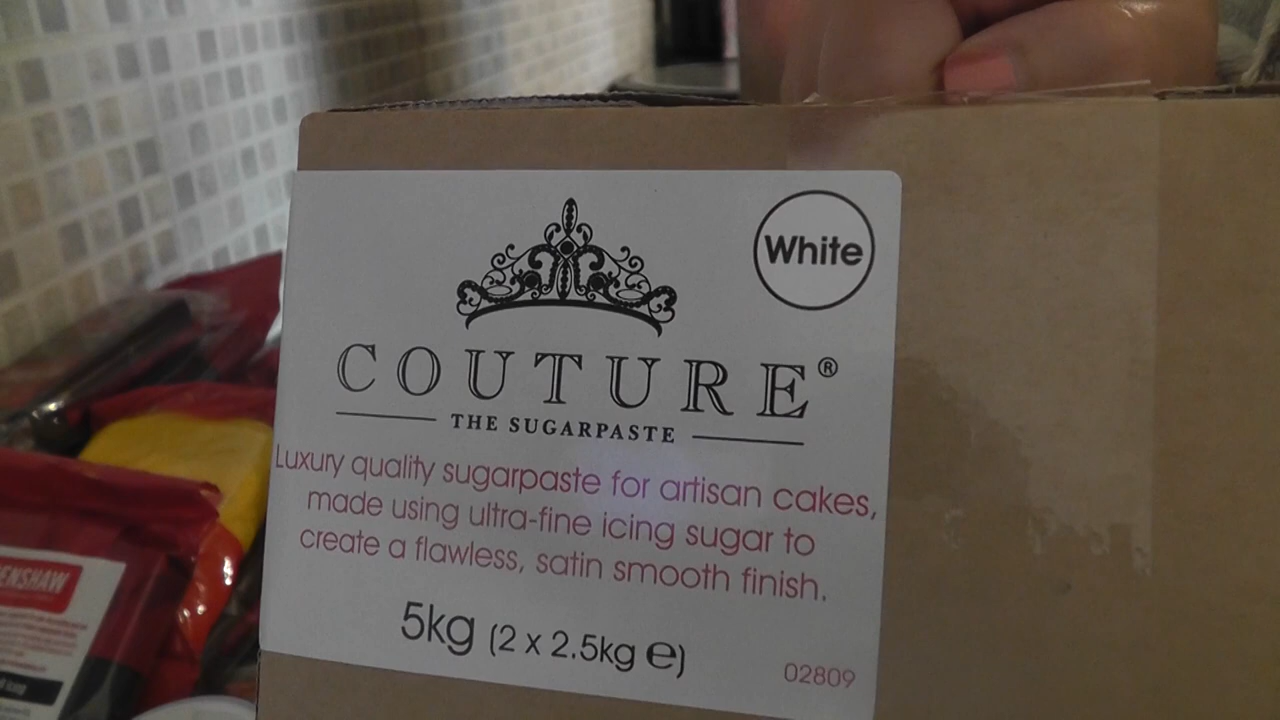 White
COUTURE®
THE SUGARPASTE
Luxury quality sugarpaste for artisan cakes,
made using ultra-fine icing sugar to
create a flawless, satin smooth finish.
5kg (2 x 2.5kg ℮)
02809
ENSHAW